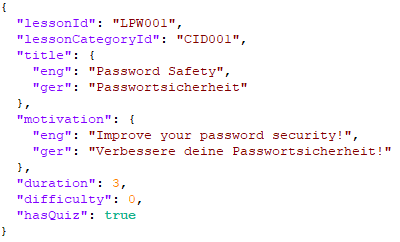 {
  "lessonId": "LPW001",
  "lessonCategoryId": "CID001",
  "title": {
    "eng": "Password Safety",
    "ger": "Passwortsicherheit"
  },
  "motivation": {
    "eng": "Improve your password security!",
    "ger": "Verbessere deine Passwortsicherheit!"
  },
  "duration": 3,
  "difficulty": 0,
  "hasQuiz": true
}